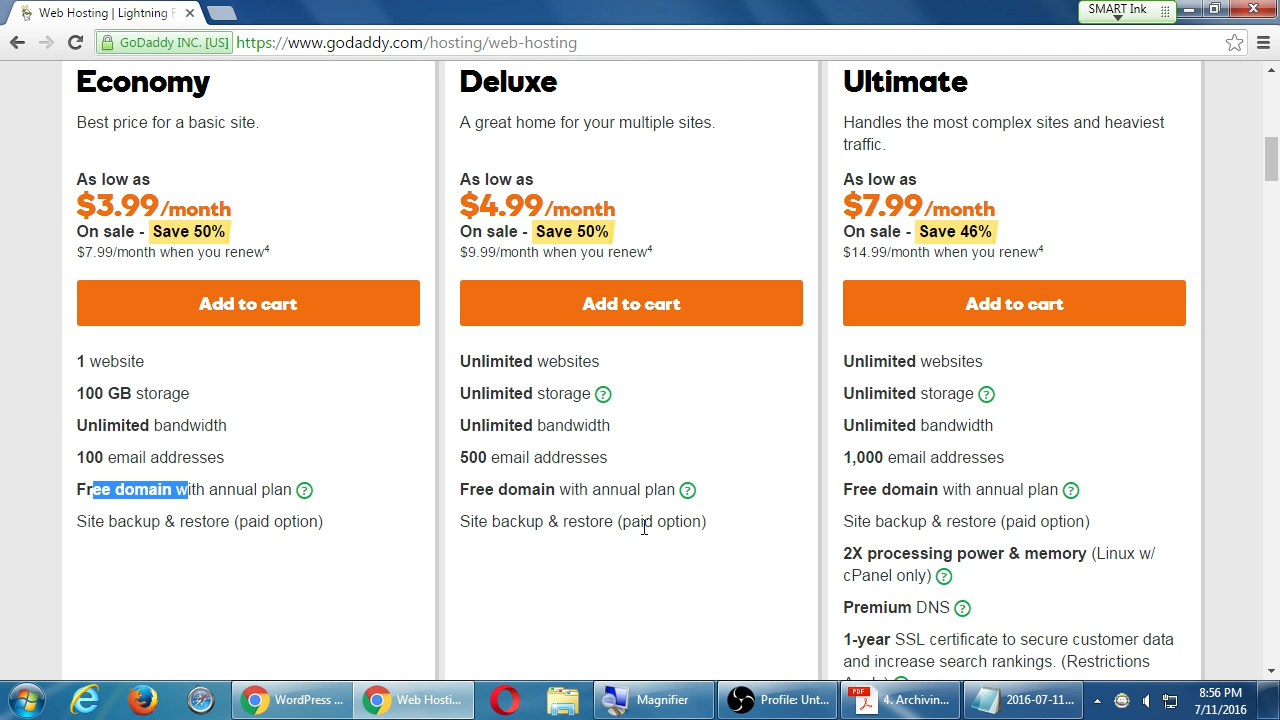 Web Hosting | Lightning F
SMART Ink
GoDaddy INC. [US]
https://www.godaddy.com/hosting/web-hosting
Economy
Best price for a basic site.
As low as
$3.99/month
On sale - Save 50%
$7.99/month when you renew4
Add to cart
1 website
100 GB storage
Unlimited bandwidth
100 email addresses
Free domain with annual plan ?
Site backup & restore (paid option)
Deluxe
A great home for your multiple sites.
As low as
$4.99/month
On sale - Save 50%
$9.99/month when you renew4
Add to cart
Unlimited websites
Unlimited storage ?
Unlimited bandwidth
500 email addresses
Free domain with annual plan ?
Site backup & restore (paid option)
Ultimate
Handles the most complex sites and heaviest
traffic.
As low as
$7.99/month
On sale - Save 46%
$14.99/month when you renew4
Add to cart
Unlimited websites
Unlimited storage ?
Unlimited bandwidth
1,000 email addresses
Free domain with annual plan ?
Site backup & restore (paid option)
2X processing power & memory (Linux w/
cPanel only) ?
Premium DNS ?
1-year SSL certificate to secure customer data
and increase search rankings. (Restrictions
WordPress ...
Web Hosti...
Magnifier
Profile: Unt...
PDF
4. Archivin...
2016-07-11...
8:56 PM
7/11/2016